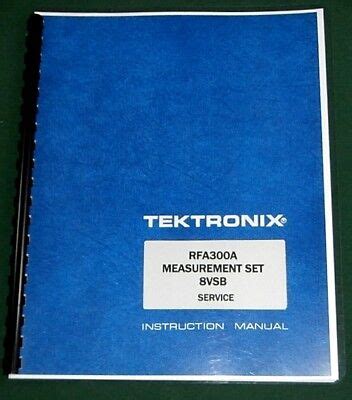 TEKTRONIX®
RFA300A
MEASUREMENT SET
8VSB
SERVICE
INSTRUCTION MANUAL